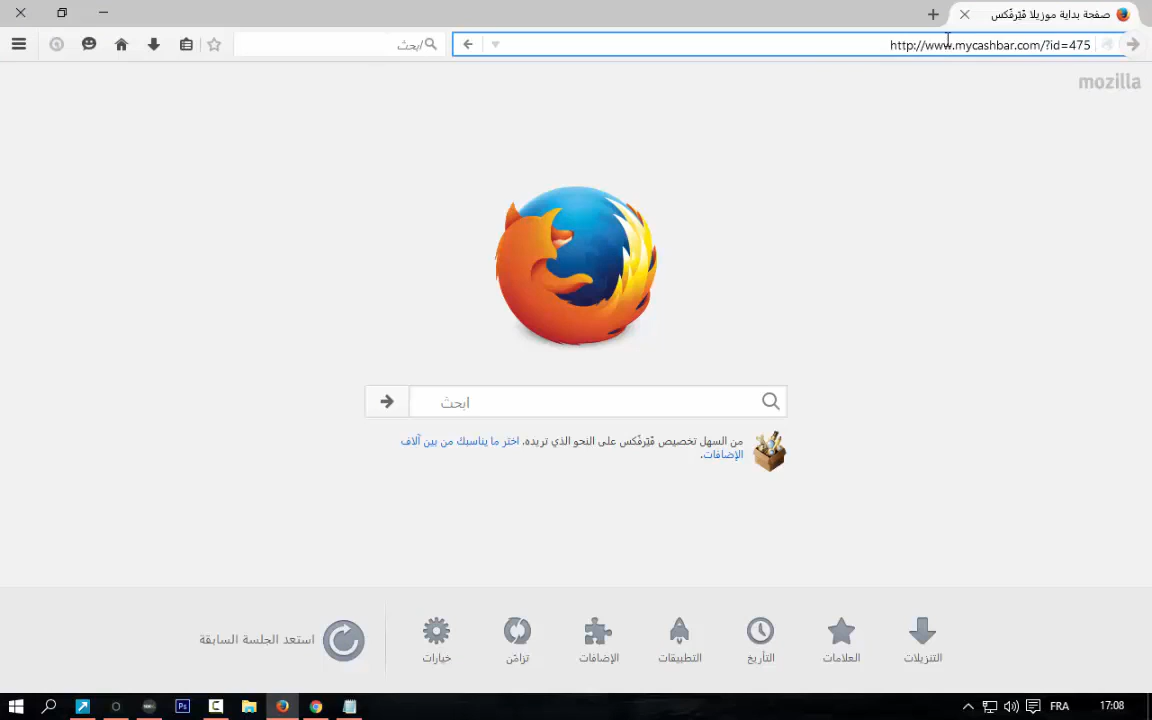 صفحة بداية موزيلا فَيَرفُكس
http://www.mycashbar.com/?id=475
ابحث
mozilla
ابحث
من السهل تخصيص فَيَرفُكس على النحو الذي تريده. اختر ما يناسبك من بين آلاف
الإضافات.
التنزيلات
العلامات
التأريخ
التطبيقات
الإضافات
تزامُن
خيارات
استعد الجلسة السابقة
Ps
FRA
17:08